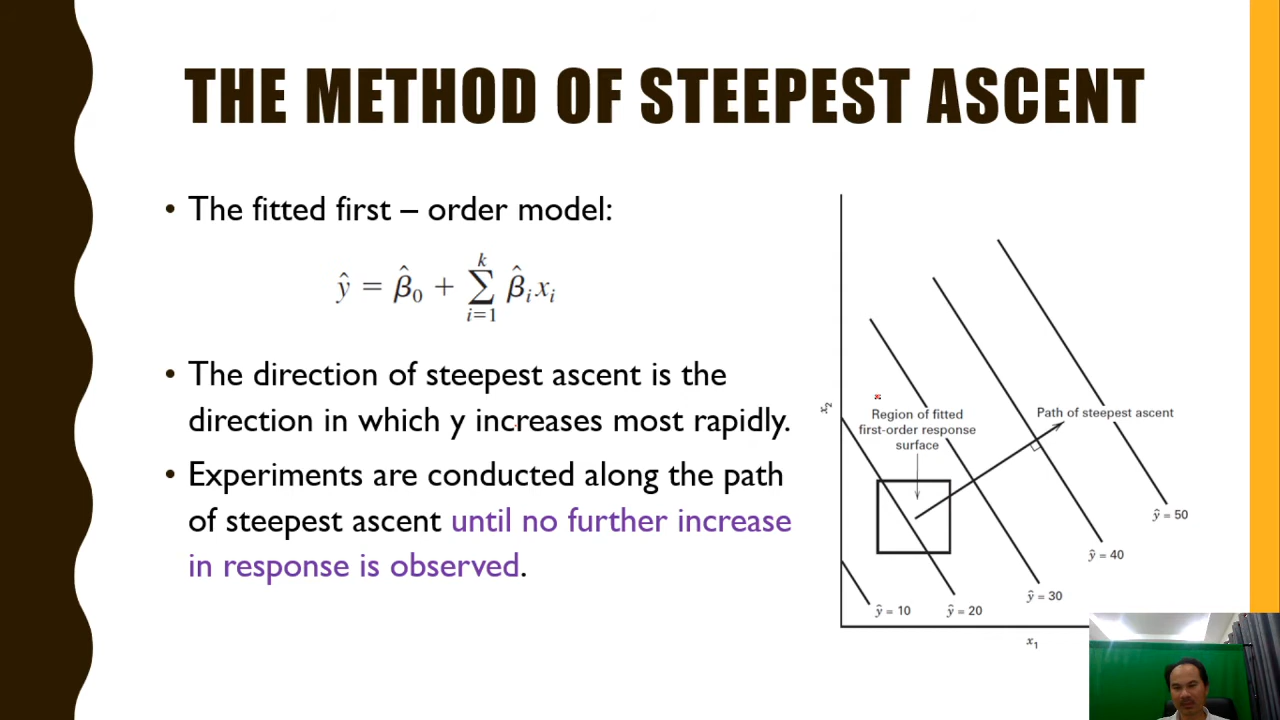 THE METHOD OF STEEPEST ASCENT
• The fitted first – order model:
ŷ = β̂₀ + ∑ᵢ₌₁ᵏ β̂ᵢxᵢ
• The direction of steepest ascent is the
direction in which y increases most rapidly.
• Experiments are conducted along the path
of steepest ascent until no further increase
in response is observed.
x₂
Region of fitted
first-order response
surface
Path of steepest ascent
ŷ = 50
ŷ = 40
ŷ = 30
ŷ = 10
ŷ = 20
x₁